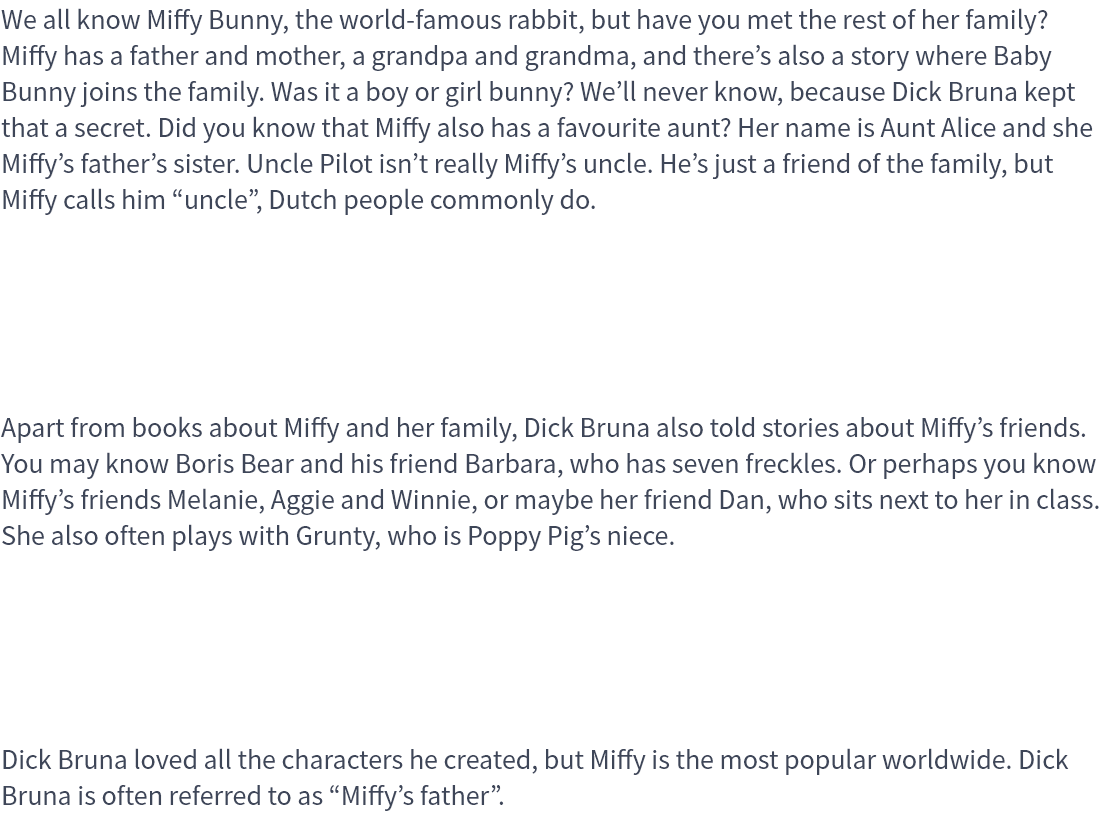 We all know Miffy Bunny, the world-famous rabbit, but have you met the rest of her family?
Miffy has a father and mother, a grandpa and grandma, and there’s also a story where Baby
Bunny joins the family. Was it a boy or girl bunny? We’ll never know, because Dick Bruna kept
that a secret. Did you know that Miffy also has a favourite aunt? Her name is Aunt Alice and she
Miffy’s father’s sister. Uncle Pilot isn’t really Miffy’s uncle. He’s just a friend of the family, but
Miffy calls him “uncle”, Dutch people commonly do.
Apart from books about Miffy and her family, Dick Bruna also told stories about Miffy’s friends.
You may know Boris Bear and his friend Barbara, who has seven freckles. Or perhaps you know
Miffy’s friends Melanie, Aggie and Winnie, or maybe her friend Dan, who sits next to her in class.
She also often plays with Grunty, who is Poppy Pig’s niece.
Dick Bruna loved all the characters he created, but Miffy is the most popular worldwide. Dick
Bruna is often referred to as “Miffy’s father”.